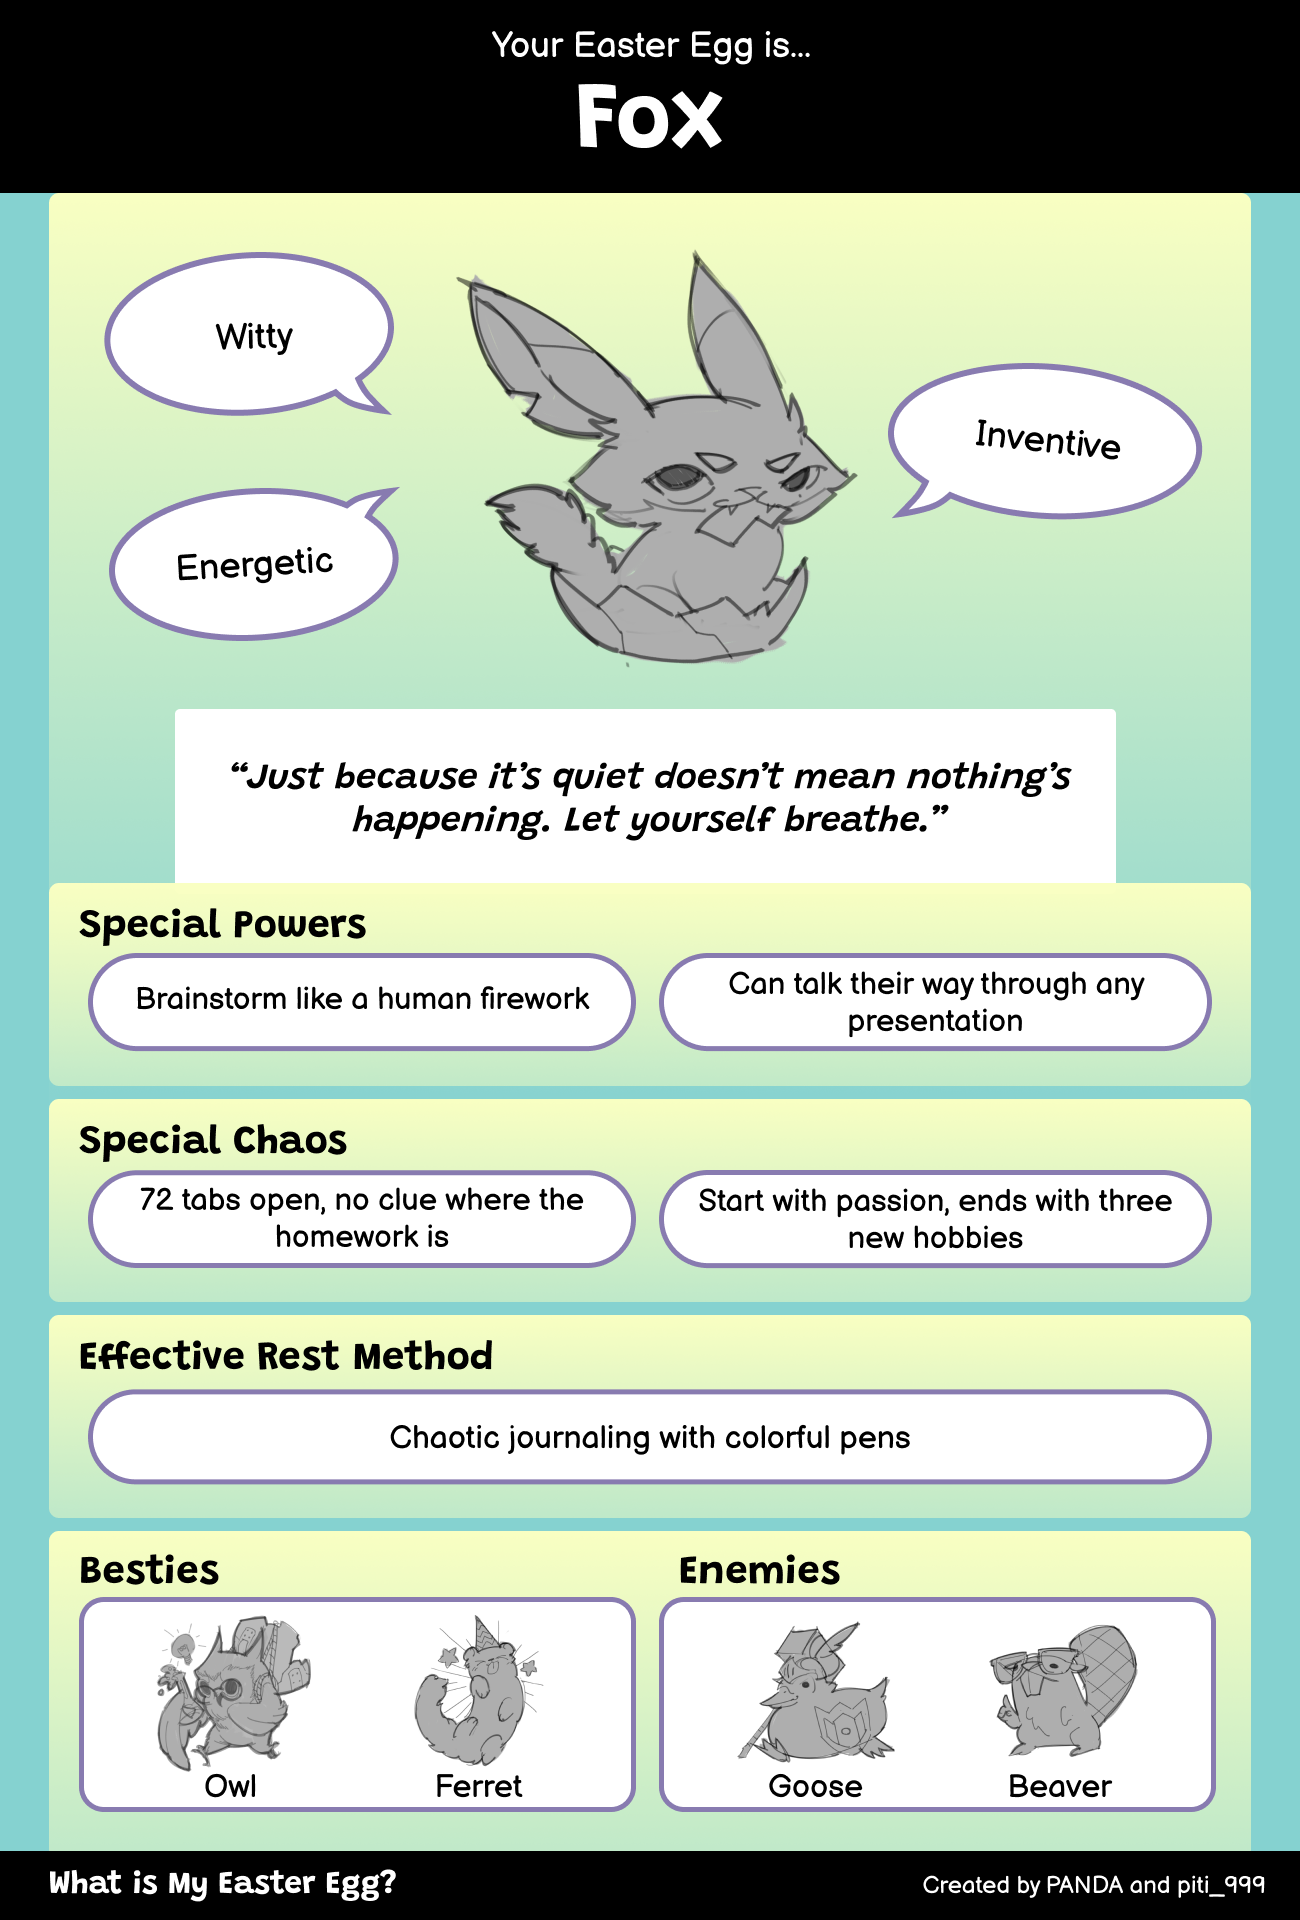 Your Easter Egg is...
Fox
Witty
Inventive
Energetic
“Just because it’s quiet doesn’t mean nothing’s
happening. Let yourself breathe.”
Special Powers
Brainstorm like a human firework
Can talk their way through any
presentation
Special Chaos
72 tabs open, no clue where the
homework is
Start with passion, ends with three
new hobbies
Effective Rest Method
Chaotic journaling with colorful pens
Besties
Owl
Ferret
Enemies
Goose
Beaver
What is My Easter Egg?
Created by PANDA and piti_999